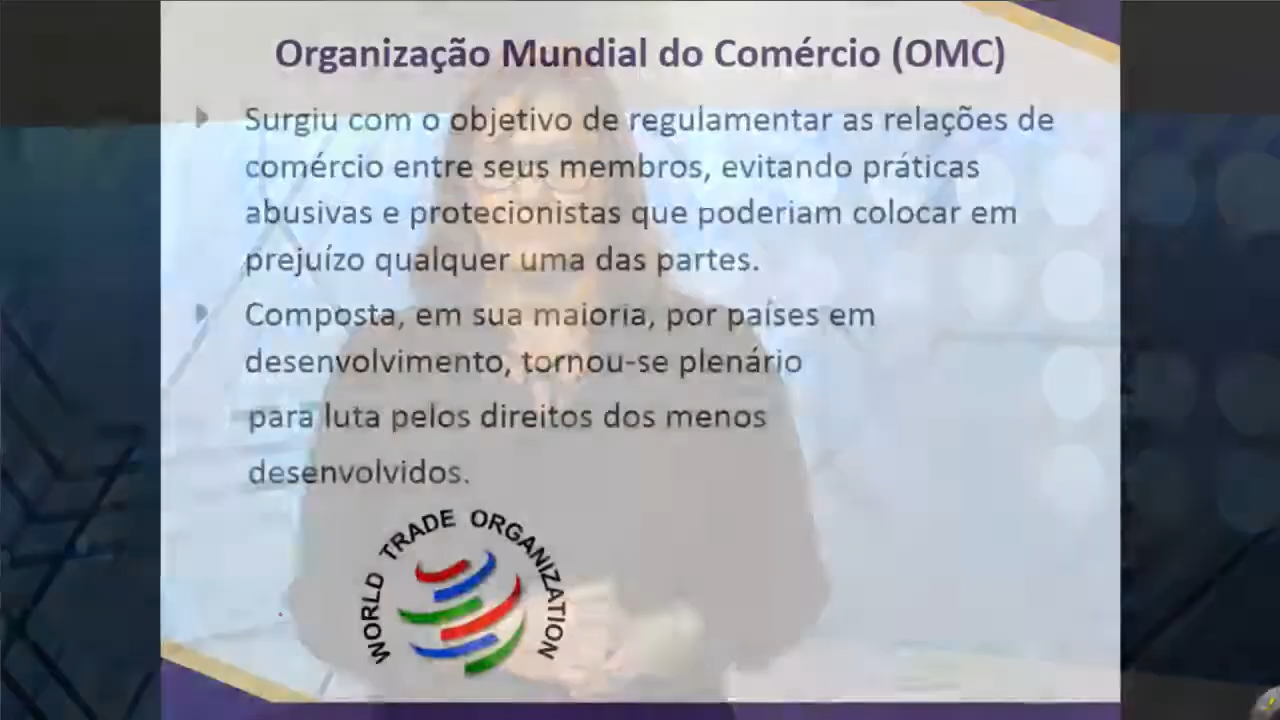 Organização Mundial do Comércio (OMC)
Surgiu com o objetivo de regulamentar as relações de
comércio entre seus membros, evitando práticas
abusivas e protecionistas que poderiam colocar em
prejuízo qualquer uma das partes.
Composta, em sua maioria, por países em
desenvolvimento, tornou-se plenário
para luta pelos direitos dos menos
desenvolvidos.
WORLD TRADE ORGANIZATION